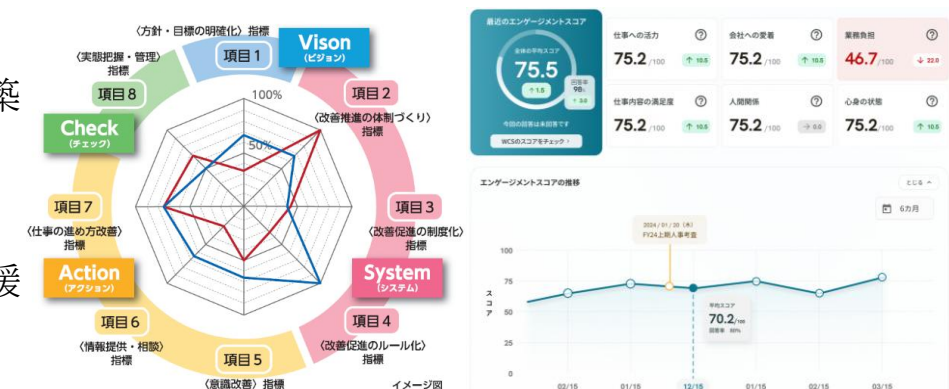 築
援
〈方針・目標の明確化〉指標
項目1
Vison
(ビジョン)
〈実態把握・管理〉
指標
項目8
Check
(チェック)
100%
50%
項目2
〈改善推進の体制づくり〉
指標
項目7
〈仕事の進め方改善〉
指標
項目3
〈改善促進の制度化〉
指標
Action
(アクション)
System
(システム)
項目6
〈情報提供・相談〉
指標
項目4
〈改善促進のルール化〉
指標
項目5
〈意識改善〉指標
イメージ図
最近のエンゲージメントスコア
全体の平均スコア
75.5
↑ 1.5
回答率
98%
↑ 3.0
今回の回答は未回答です
WCSのスコアをチェック ›
仕事への活力 ?
75.2 /100 ↑ 10.5
会社への愛着 ?
75.2 /100 ↑ 10.5
業務負担 ?
46.7 /100 ↓ 22.0
仕事内容の満足度 ?
75.2 /100 ↑ 10.5
人間関係 ?
75.2 /100 → 0.0
心身の状態 ?
75.2 /100 ↑ 10.5
エンゲージメントスコアの推移
とじる ^
6カ月
2024 / 01 / 20 (木)
FY24上期人事考査
スコア
100
75
50
25
0
平均スコア
70.2/100
回答率 80%
02/15 01/15 12/15 01/15 02/15 03/15